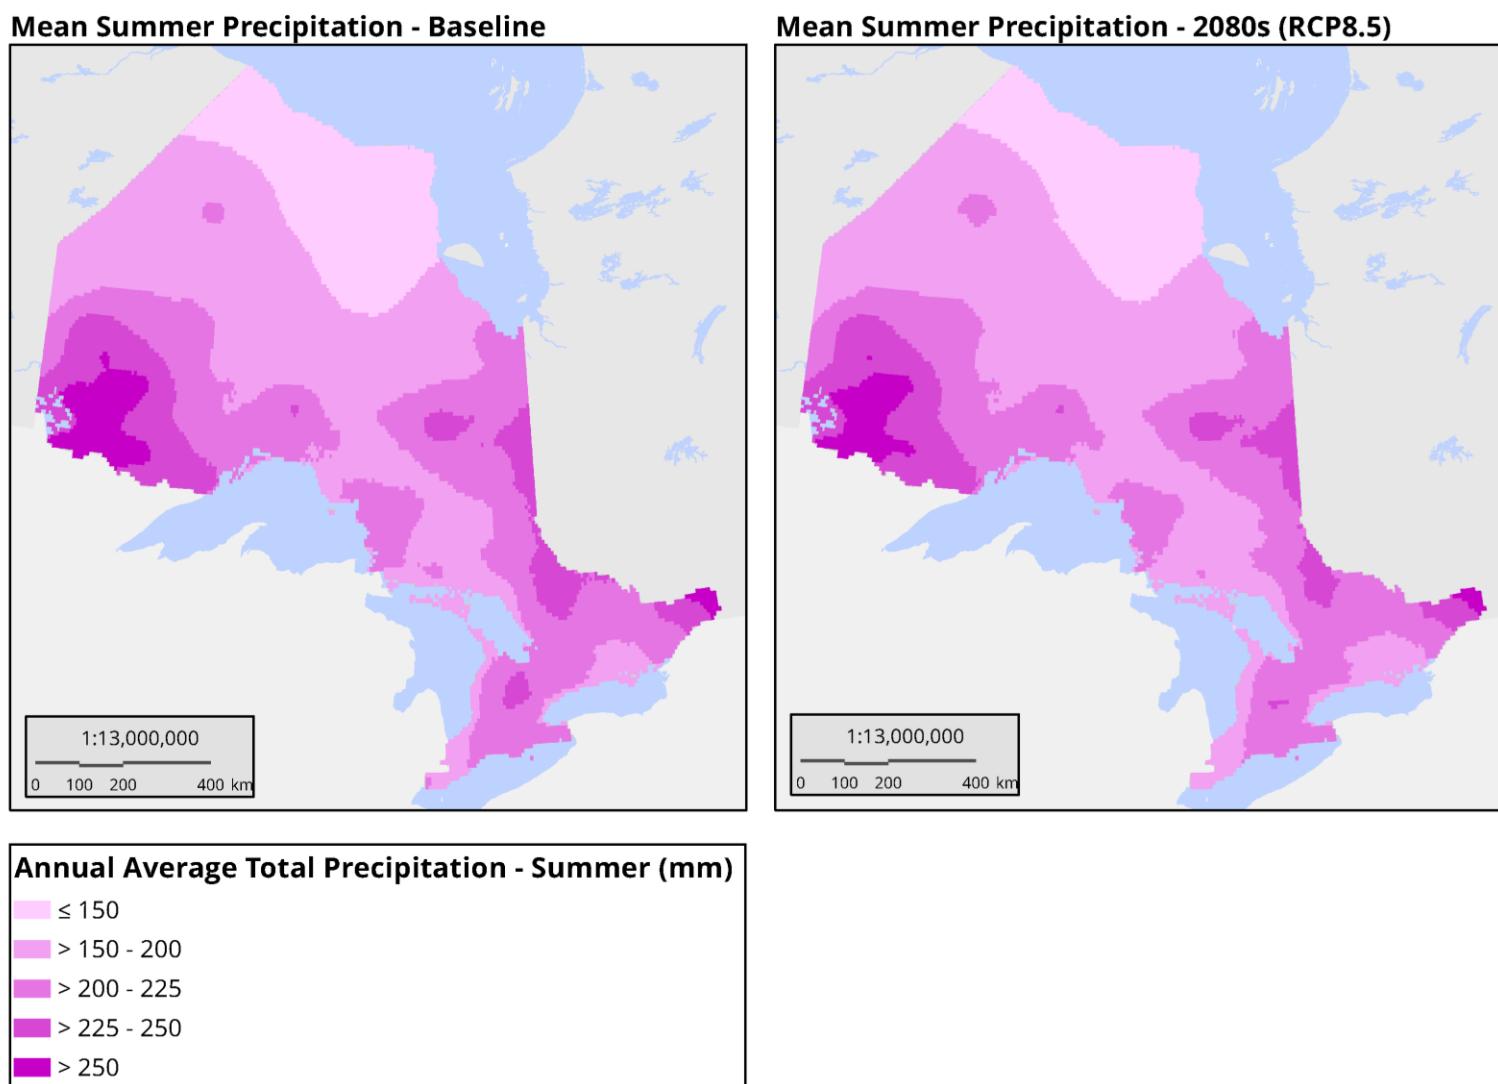 Mean Summer Precipitation - Baseline
Mean Summer Precipitation - 2080s (RCP8.5)
1:13,000,000
0 100 200 400 km
1:13,000,000
0 100 200 400 km
Annual Average Total Precipitation - Summer (mm)
≤ 150
> 150 - 200
> 200 - 225
> 225 - 250
> 250